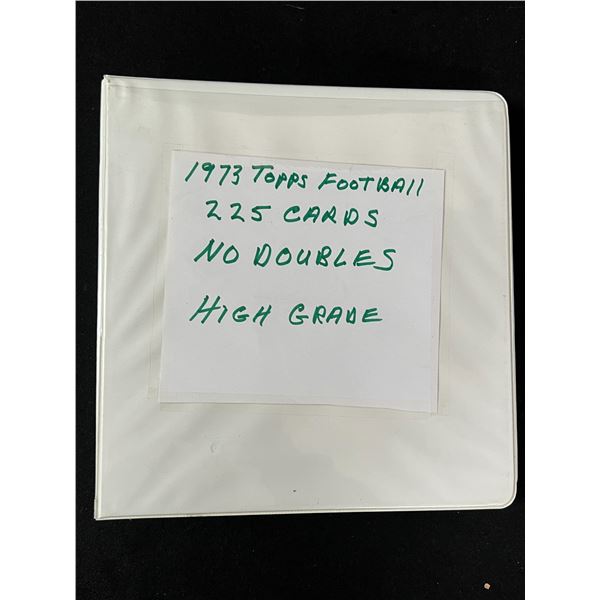 1973 TOPPS FOOTBALL
225 CARDS
NO DOUBLES
HIGH GRADE